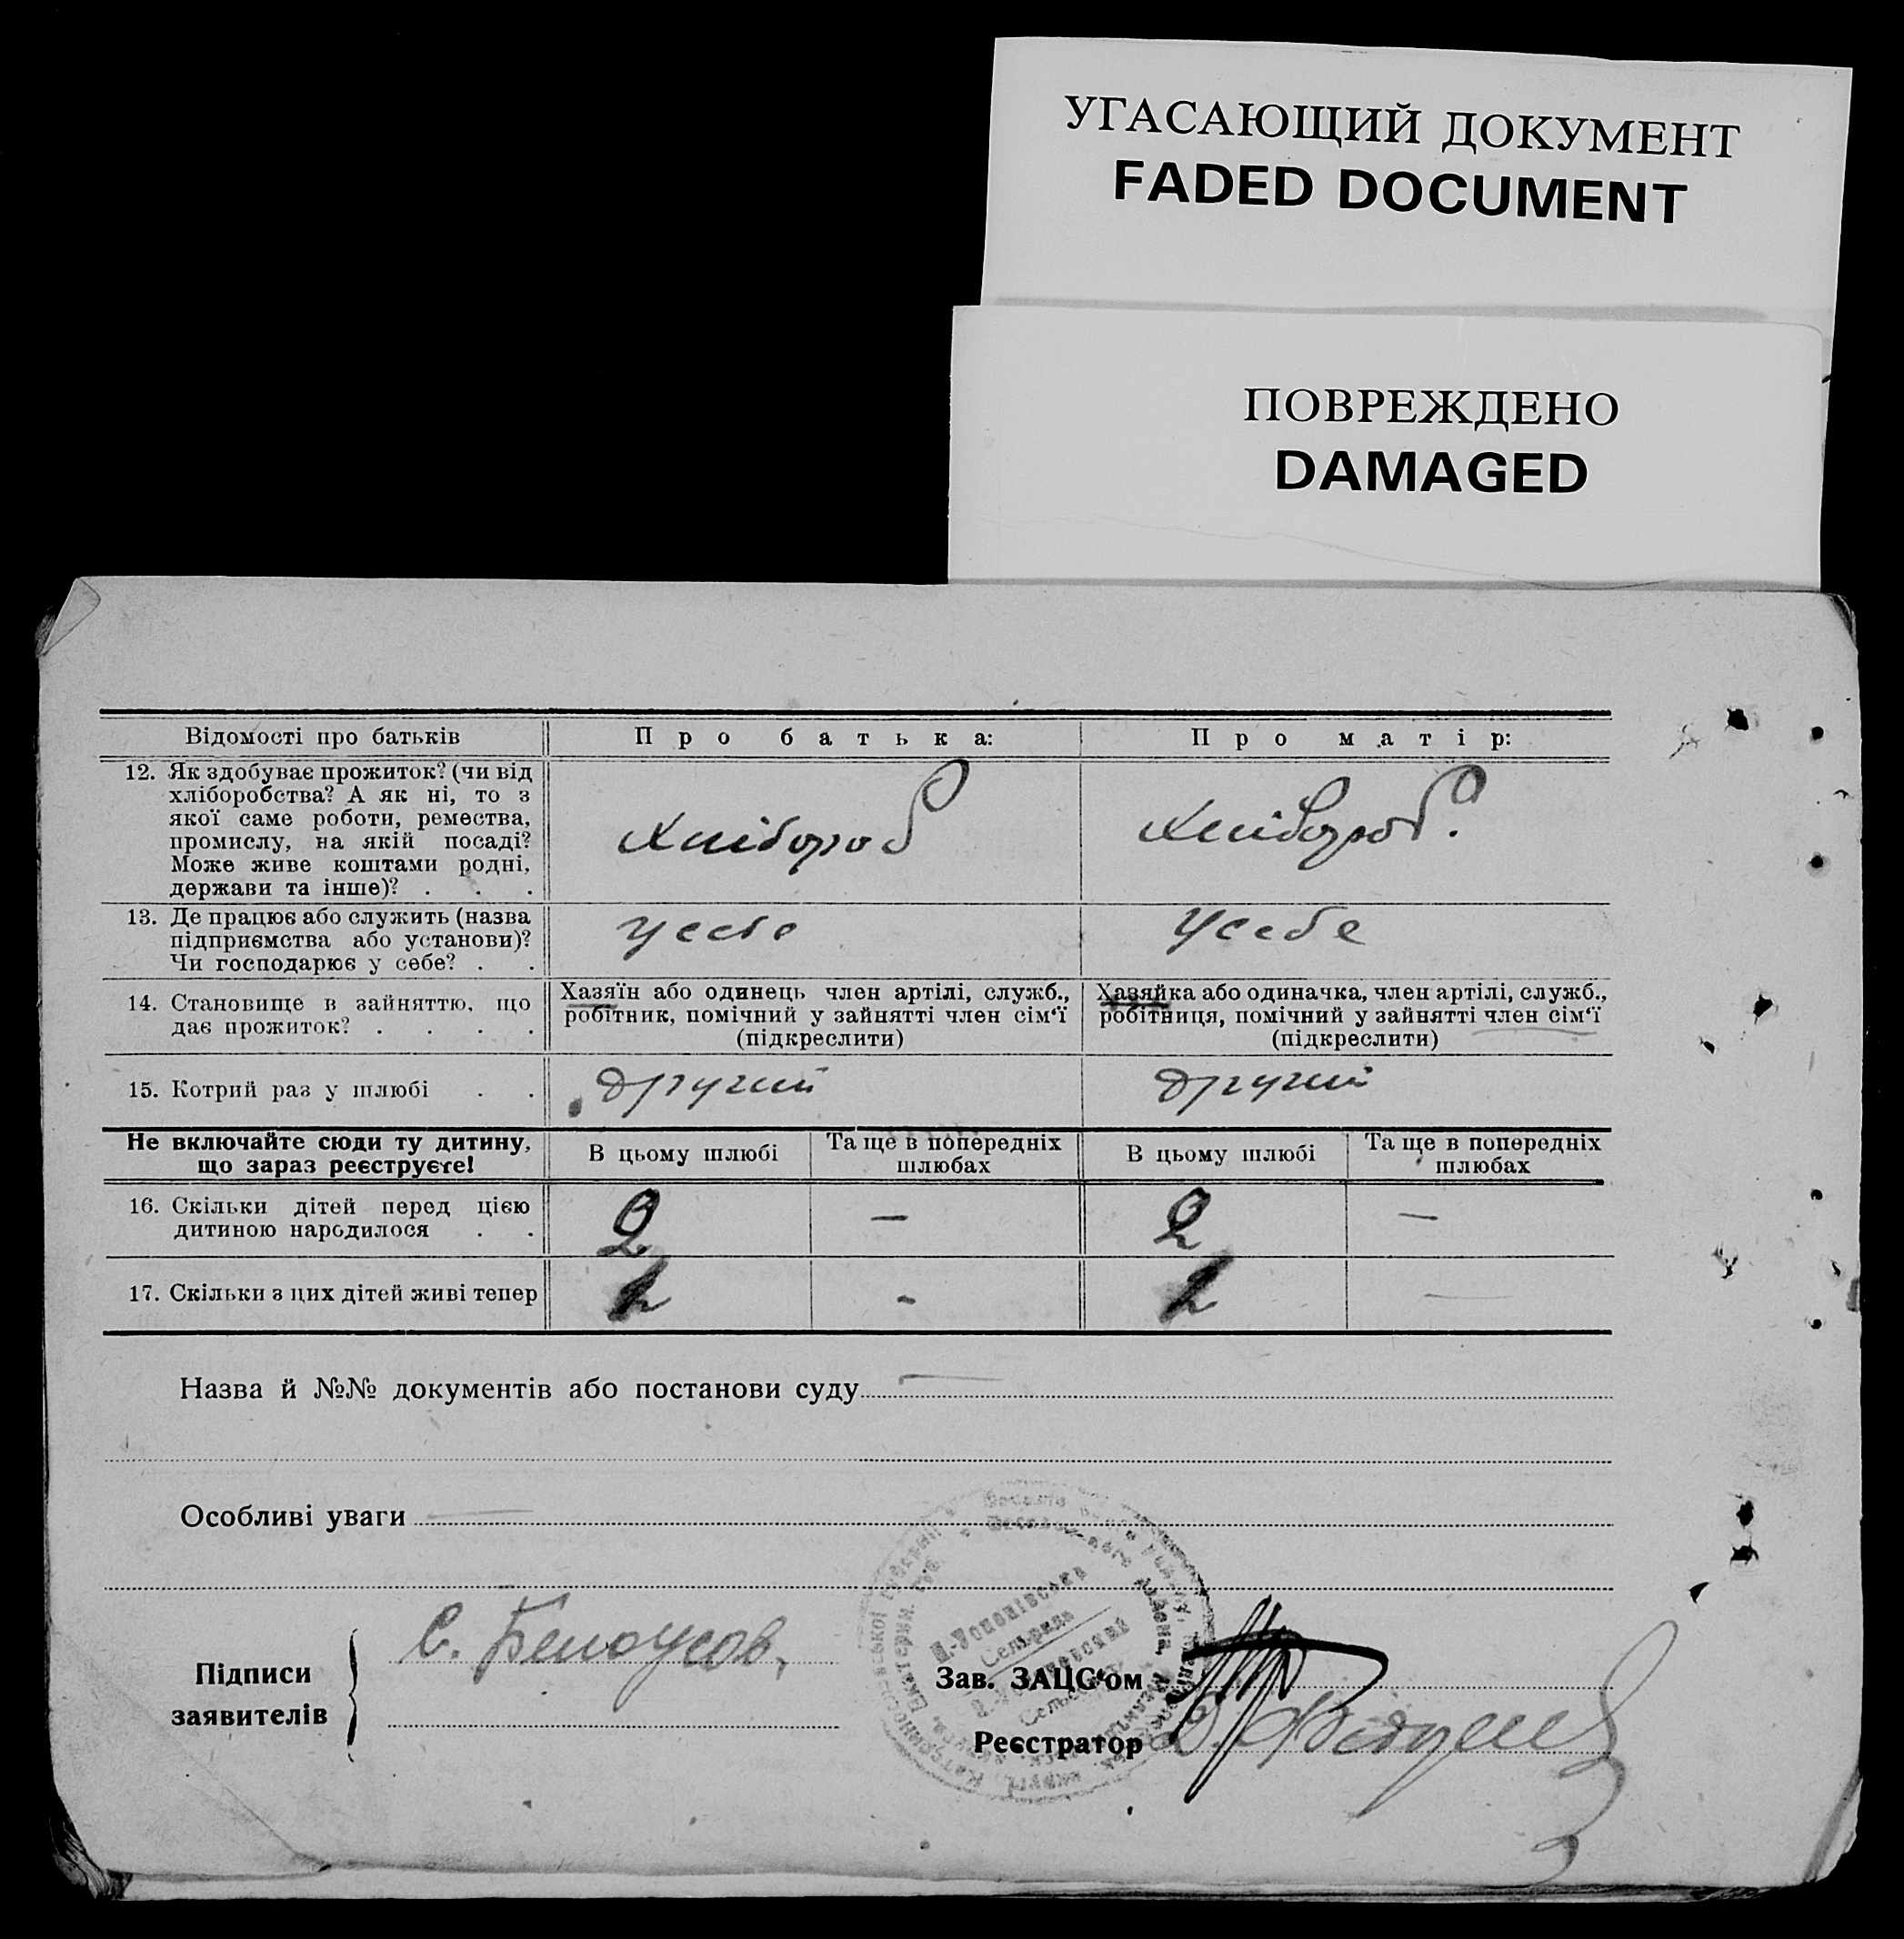 УГАСАЮЩИЙ ДОКУМЕНТ
FADED DOCUMENT
ПОВРЕЖДЕНО
DAMAGED
Відомості про батьків
Про батька:
Про матір:
12. Як здобуває прожиток? (чи від
хліборобства? А як ні, то з
якої саме роботи, ремества,
промислу, на якій посаді?
Може живе коштами родні,
держави та інше)? . . .
Хлібороб
Хлібороб.
13. Де працює або служить (назва
підприємства або установи)?
Чи господарює у себе? . .
У себе
У себе
14. Становище в зайняттю, що
дає прожиток? . . . .
Хазяїн або одинець член артілі, служб.,
робітник, помічний у зайнятті член сім‘ї
(підкреслити)
Хазяйка або одиначка, член артілі, служб.,
робітниця, помічний у зайнятті член сім‘ї
(підкреслити)
15. Котрий раз у шлюбі . .
другий
другий
Не включайте сюди ту дитину,
що зараз реєструєте!
В цьому шлюбі
Та ще в попередніх
шлюбах
В цьому шлюбі
Та ще в попередніх
шлюбах
16. Скільки дітей перед цією
дитиною народилося . .
2
—
2
—
17. Скільки з цих дітей живі тепер
-
—
Назва й №№ документів або постанови суду —
Особливі уваги —
Підписи
заявителів
С. Белоусов,
Сельрада
Зав. ЗАЦС‘ом
Реєстратор